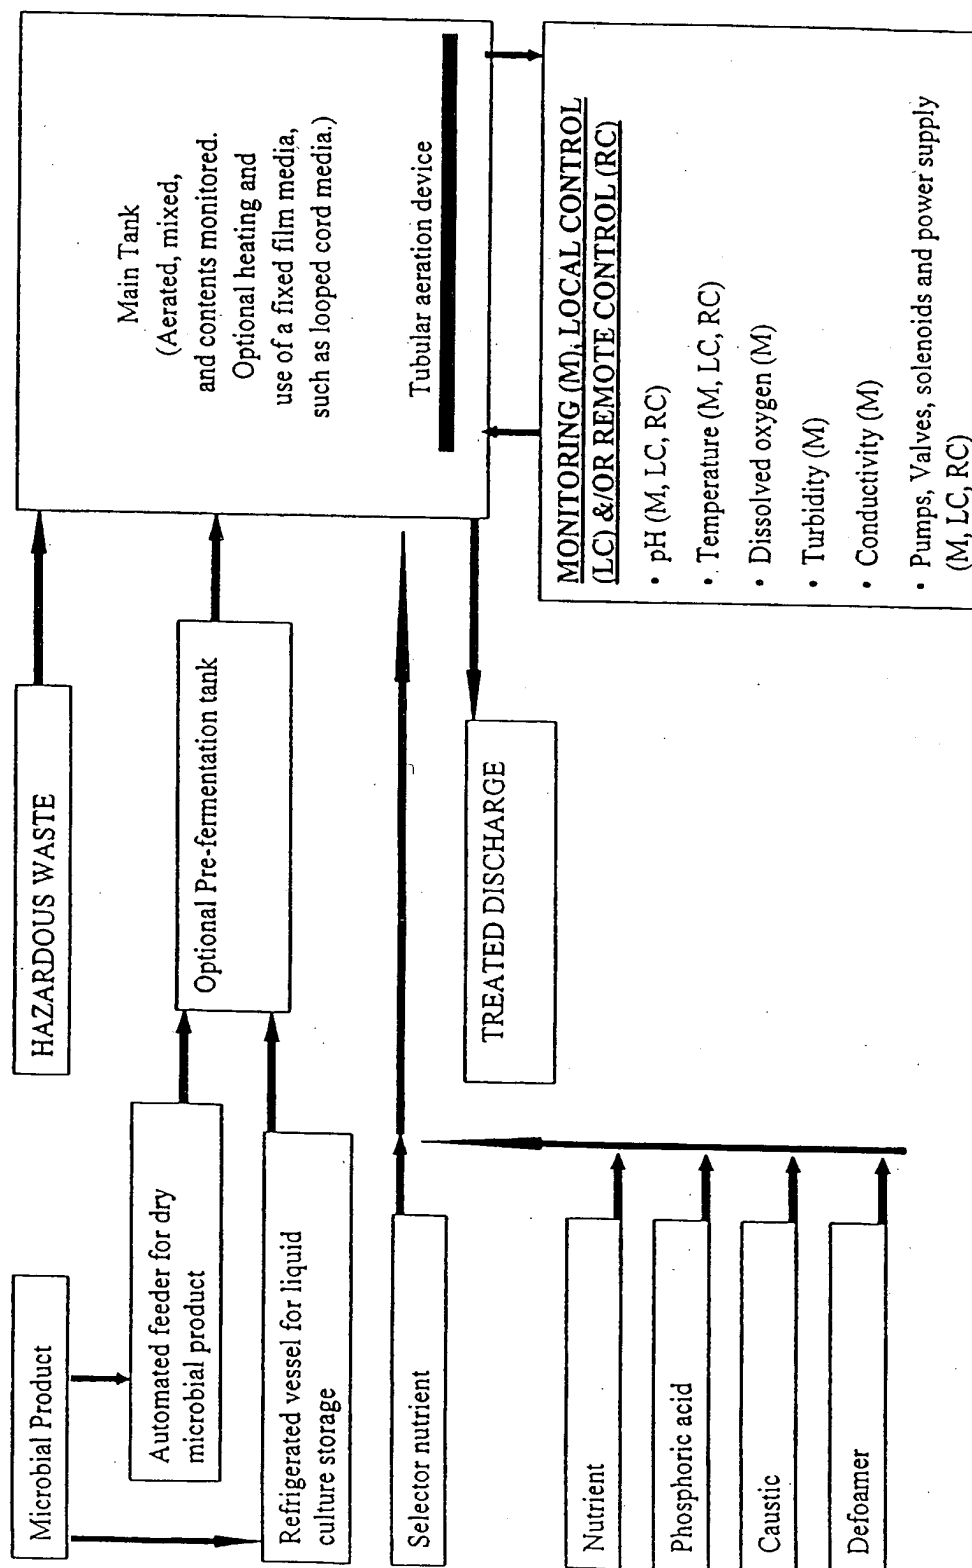 Microbial Product
Automated feeder for dry
microbial product
Refrigerated vessel for liquid
culture storage
Selector nutrient
Nutrient
Phosphoric acid
Caustic
Defoamer
HAZARDOUS WASTE
Optional Pre-fermentation tank
TREATED DISCHARGE
Main Tank
(Aerated, mixed,
and contents monitored.
Optional heating and
use of a fixed film media,
such as looped cord media.)
Tubular aeration device
MONITORING (M), LOCAL CONTROL
(LC) &/OR REMOTE CONTROL (RC)
• pH (M, LC, RC)
• Temperature (M, LC, RC)
• Dissolved oxygen (M)
• Turbidity (M)
• Conductivity (M)
• Pumps, Valves, solenoids and power supply
(M, LC, RC)